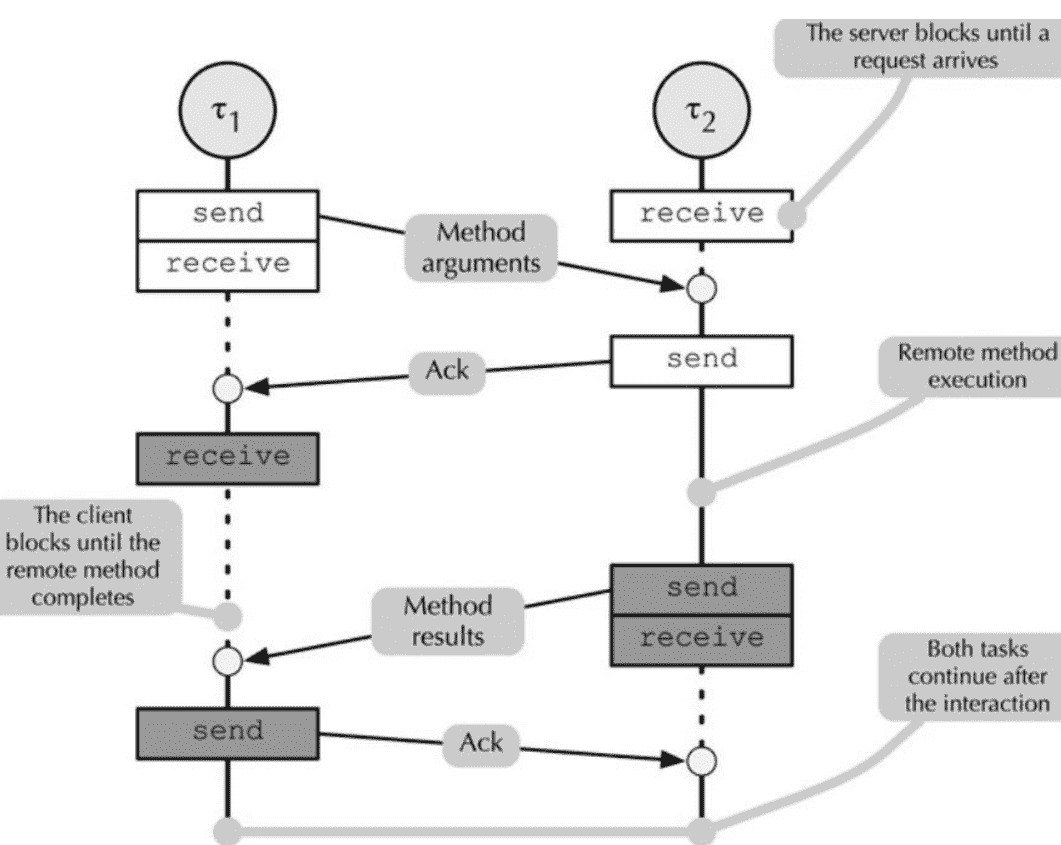 The server blocks until a
request arrives
τ1
τ2
send
receive
receive
Method
arguments
send
Ack
Remote method
execution
receive
The client
blocks until the
remote method
completes
send
receive
Method
results
Both tasks
continue after
the interaction
send
Ack